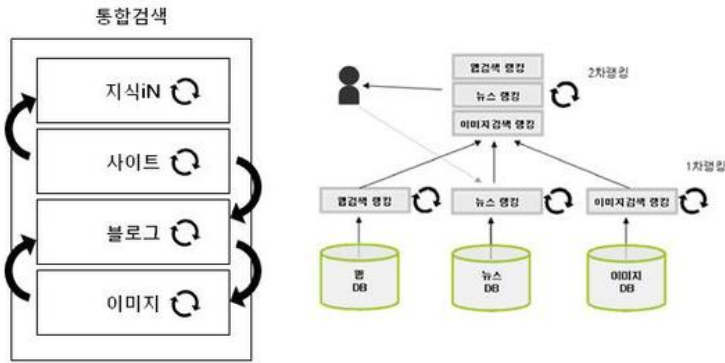 통합검색
지식iN
사이트
블로그
이미지
웹검색 랭킹
뉴스 랭킹
이미지검색 랭킹
2차랭킹
1차랭킹
웹검색 랭킹
뉴스 랭킹
이미지검색 랭킹
웹
DB
뉴스
DB
이미지
DB